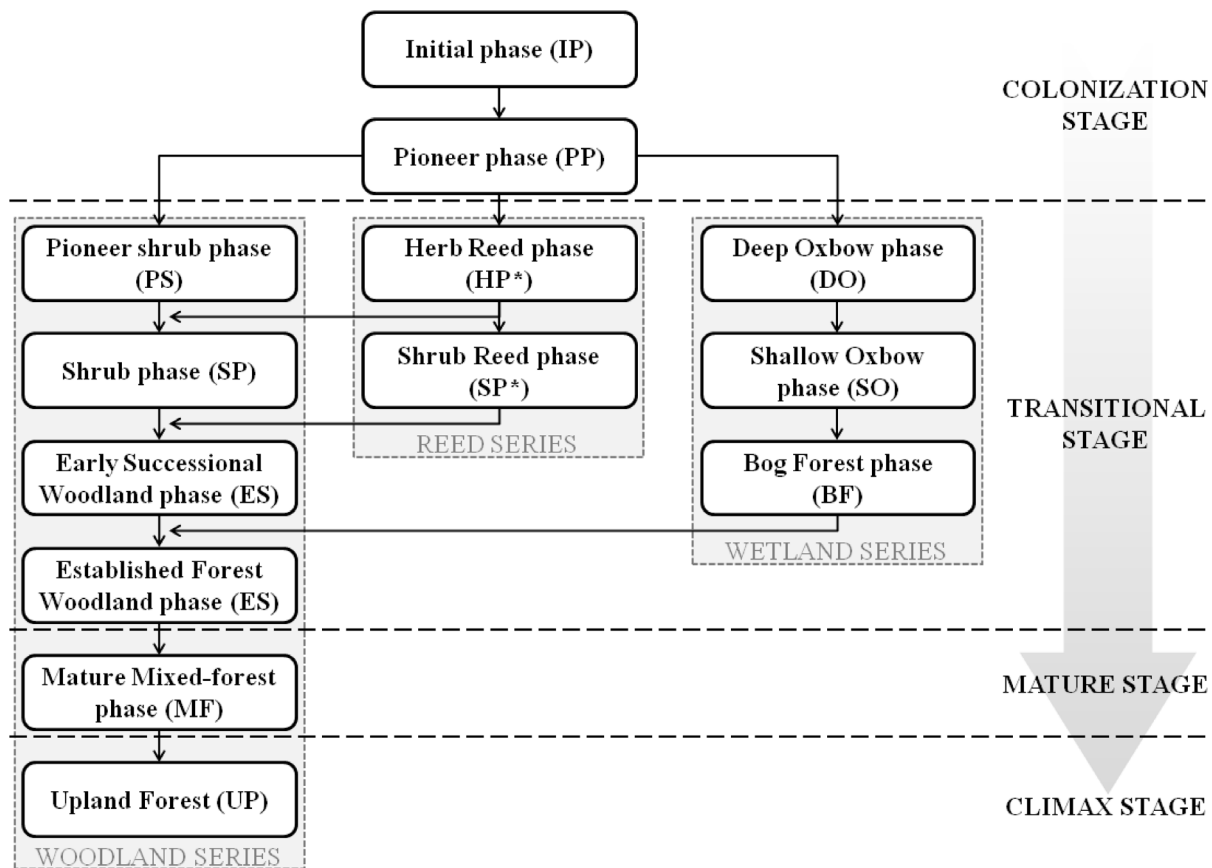 Initial phase (IP)
COLONIZATION
STAGE
Pioneer phase (PP)
Pioneer shrub phase
(PS)
Herb Reed phase
(HP*)
Deep Oxbow phase
(DO)
Shrub phase (SP)
Shrub Reed phase
(SP*)
Shallow Oxbow
phase (SO)
TRANSITIONAL
STAGE
REED SERIES
Early Successional
Woodland phase (ES)
Bog Forest phase
(BF)
WETLAND SERIES
Established Forest
Woodland phase (ES)
Mature Mixed-forest
phase (MF)
MATURE STAGE
Upland Forest (UP)
CLIMAX STAGE
WOODLAND SERIES